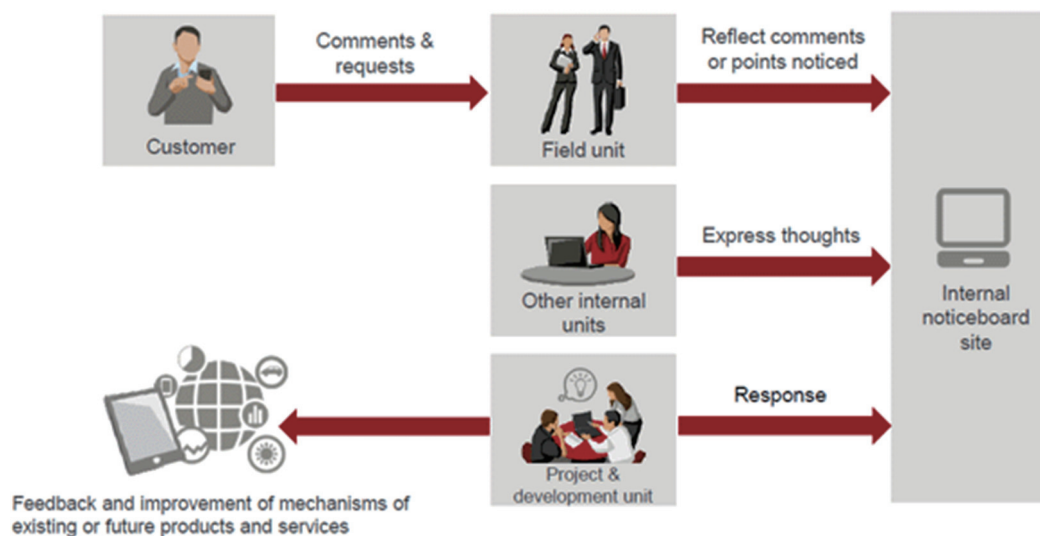 Comments &
requests
Reflect comments
or points noticed
Customer
Field unit
Express thoughts
Other internal
units
Internal
noticeboard
site
Response
Project &
development unit
Feedback and improvement of mechanisms of
existing or future products and services